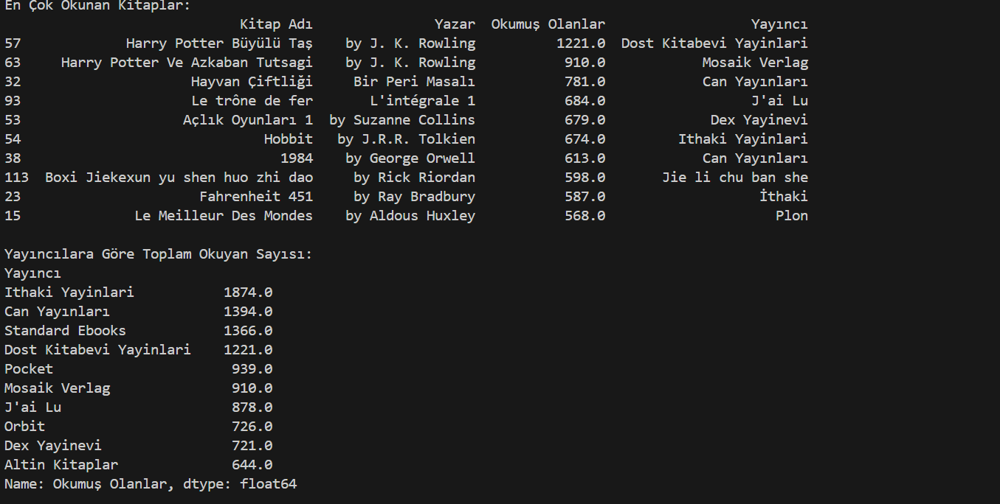 En Çok Okunan Kitaplar:
Kitap Adı Yazar Okumuş Olanlar Yayıncı
57 Harry Potter Büyülü Taş by J. K. Rowling 1221.0 Dost Kitabevi Yayinlari
63 Harry Potter Ve Azkaban Tutsagi by J. K. Rowling 910.0 Mosaik Verlag
32 Hayvan Çiftliği Bir Peri Masalı 781.0 Can Yayınları
93 Le trône de fer L'intégrale 1 684.0 J'ai Lu
53 Açlık Oyunları 1 by Suzanne Collins 679.0 Dex Yayinevi
54 Hobbit by J.R.R. Tolkien 674.0 Ithaki Yayinlari
38 1984 by George Orwell 613.0 Can Yayınları
113 Boxi Jiekexun yu shen huo zhi dao by Rick Riordan 598.0 Jie li chu ban she
23 Fahrenheit 451 by Ray Bradbury 587.0 İthaki
15 Le Meilleur Des Mondes by Aldous Huxley 568.0 Plon
Yayıncılara Göre Toplam Okuyan Sayısı:
Yayıncı
Ithaki Yayinlari 1874.0
Can Yayınları 1394.0
Standard Ebooks 1366.0
Dost Kitabevi Yayinlari 1221.0
Pocket 939.0
Mosaik Verlag 910.0
J'ai Lu 878.0
Orbit 726.0
Dex Yayinevi 721.0
Altin Kitaplar 644.0
Name: Okumuş Olanlar, dtype: float64